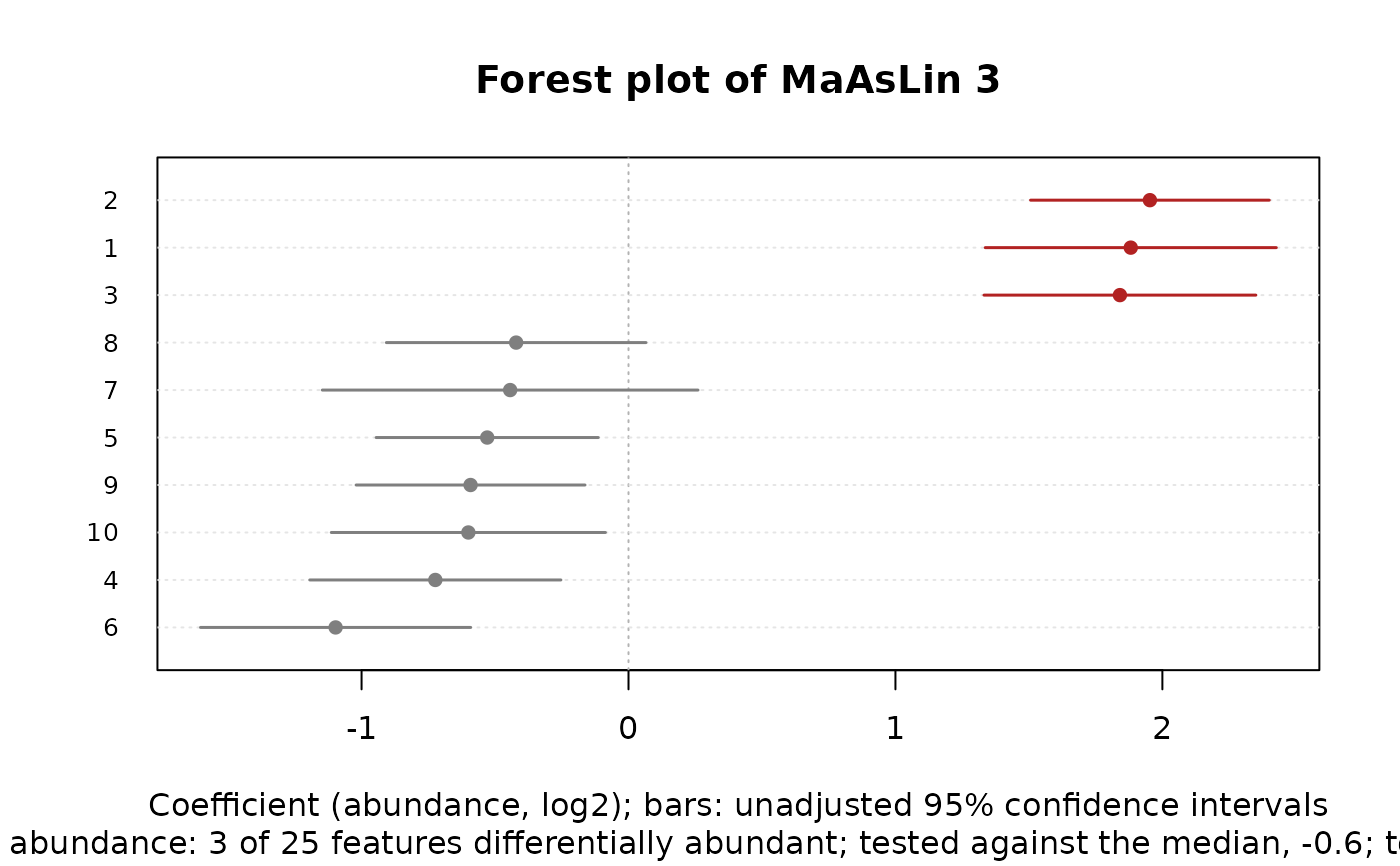 Forest plot of MaAsLin 3
2
1
3
8
7
5
9
10
4
6
-1 0 1 2
Coefficient (abundance, log2); bars: unadjusted 95% confidence intervals
abundance: 3 of 25 features differentially abundant; tested against the median, -0.6;